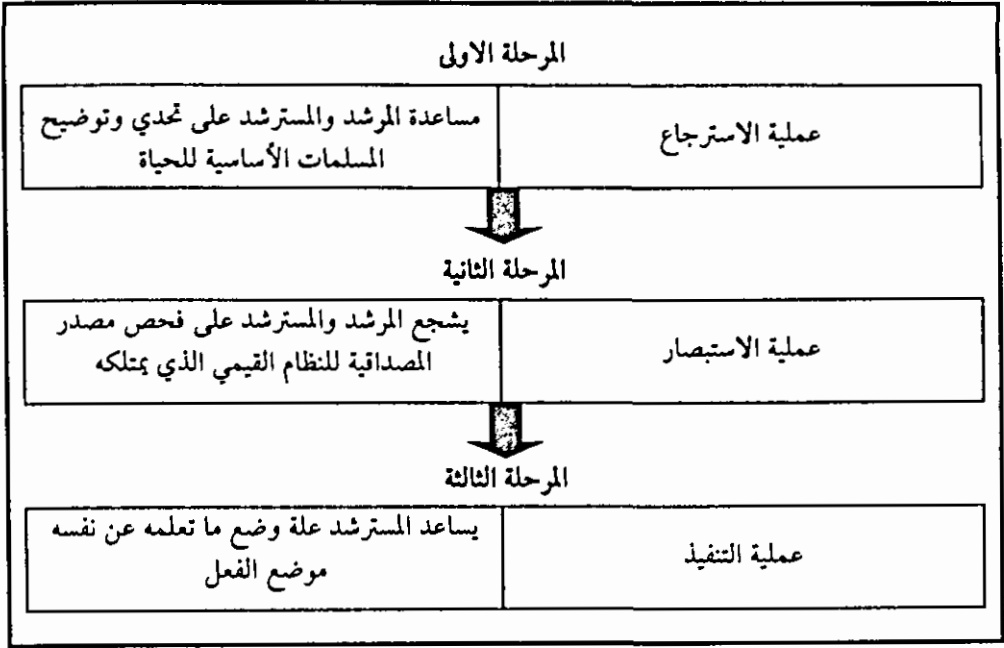 المرحلة الاولى
عملية الاسترجاع
مساعدة المرشد والمسترشد على تحدي وتوضيح
المسلمات الأساسية للحياة
المرحلة الثانية
عملية الاستبصار
يشجع المرشد والمسترشد على فحص مصدر
المصداقية للنظام القيمي الذي يمتلكه
المرحلة الثالثة
عملية التنفيذ
يساعد المسترشد علة وضع ما تعلمه عن نفسه
موضع الفعل